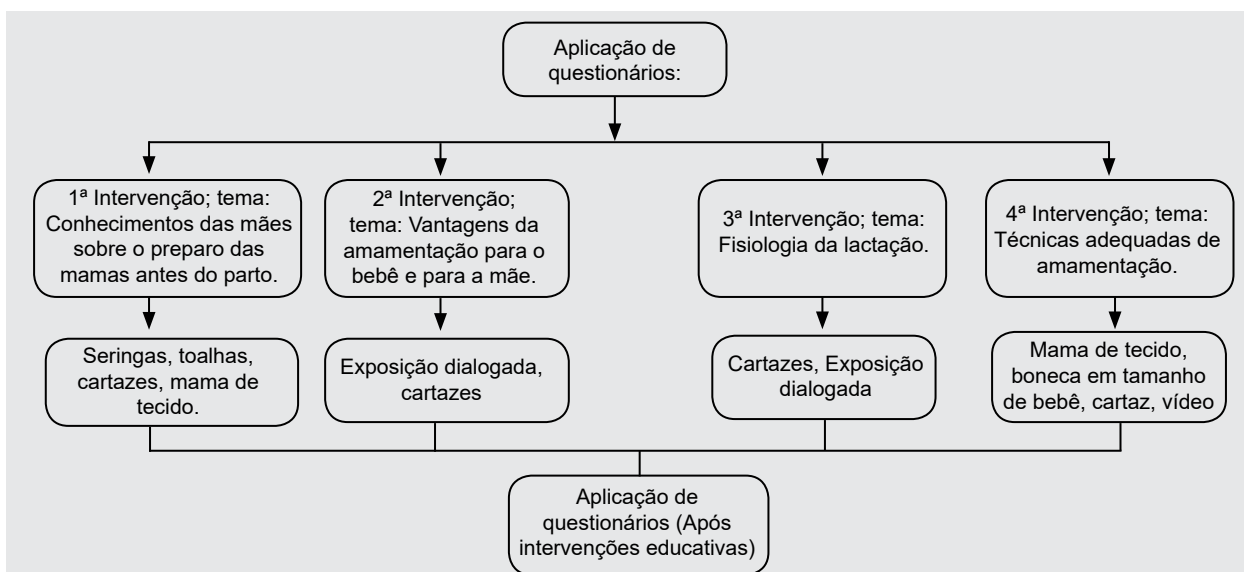 Aplicação de
questionários:
1ª Intervenção; tema:
Conhecimentos das mães
sobre o preparo das
mamas antes do parto.
2ª Intervenção;
tema: Vantagens da
amamentação para o
bebê e para a mãe.
3ª Intervenção; tema:
Fisiologia da lactação.
4ª Intervenção; tema:
Técnicas adequadas de
amamentação.
Seringas, toalhas,
cartazes, mama de
tecido.
Exposição dialogada,
cartazes
Cartazes, Exposição
dialogada
Mama de tecido,
boneca em tamanho
de bebê, cartaz, vídeo
Aplicação de
questionários (Após
intervenções educativas)